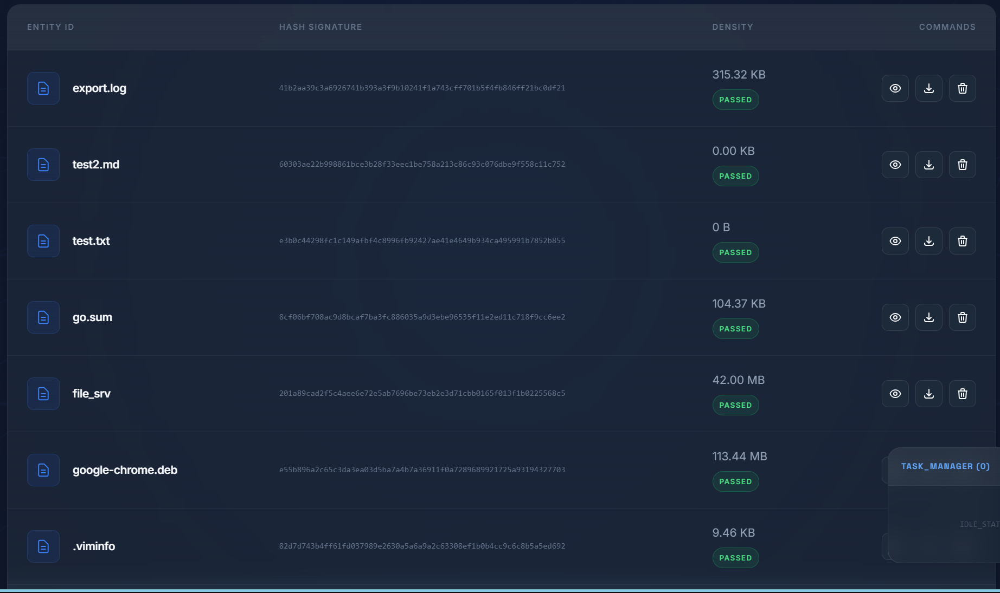 ENTITY ID HASH SIGNATURE DENSITY COMMANDS
export.log 41b2aa39c3a6926741b393a3f9b10241f1a743cff701b5f4fb846ff21bc0df21 315.32 KB
PASSED
test2.md 60303ae22b998861bce3b28f33eec1be758a213c86c93c076dbe9f558c11c752 0.00 KB
PASSED
test.txt e3b0c44298fc1c149afbf4c8996fb92427ae41e4649b934ca495991b7852b855 0 B
PASSED
go.sum 8cf06bf708ac9d8bcaf7ba3fc886035a9d3ebe96535f11e2ed11c718f9cc6ee2 104.37 KB
PASSED
file_srv 201a89cad2f5c4aee6e72e5ab7696be73eb2e3d71cbb0165f013f1b0225568c5 42.00 MB
PASSED
google-chrome.deb e55b896a2c65c3da3ea03d5ba7a4b7a36911f0a7289689921725a93194327703 113.44 MB
PASSED
TASK_MANAGER (0)
IDLE_STAT
.viminfo 82d7d743b4ff61fd037989e2630a5a6a9a2c63308ef1b0b4cc9c6c8b5a5ed692 9.46 KB
PASSED